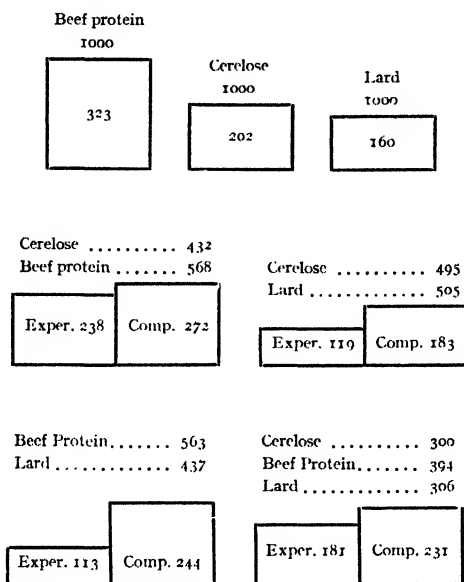 Beef protein
1000
323
Cerelose
1000
202
Lard
1000
160
Cerelose .......... 432
Beef protein ...... 568
Exper. 238 Comp. 272
Cerelose .......... 495
Lard ............. 505
Exper. 119 Comp. 183
Beef Protein....... 563
Lard ............. 437
Exper. 113 Comp. 244
Cerelose .......... 300
Beef Protein....... 394
Lard ............. 306
Exper. 181 Comp. 231